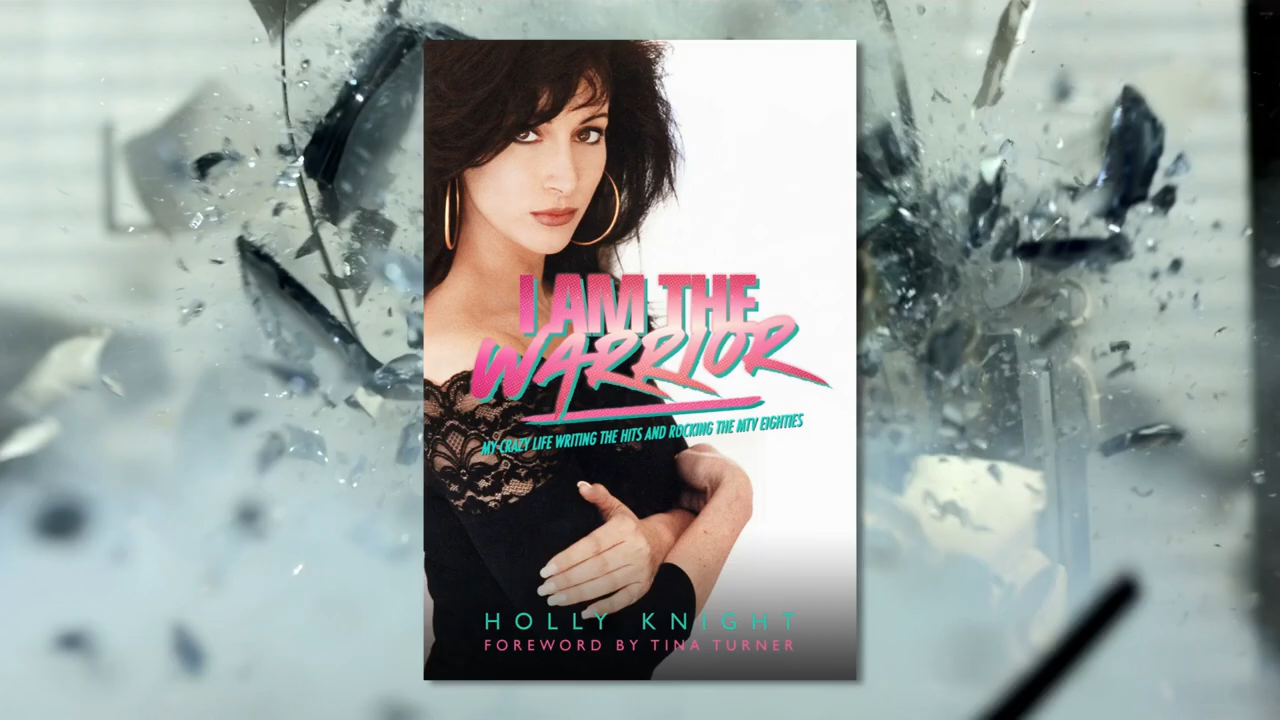 I AM THE
WARRIOR
MY CRAZY LIFE WRITING THE HITS AND ROCKING THE MTV EIGHTIES
HOLLY KNIGHT
FOREWORD BY TINA TURNER